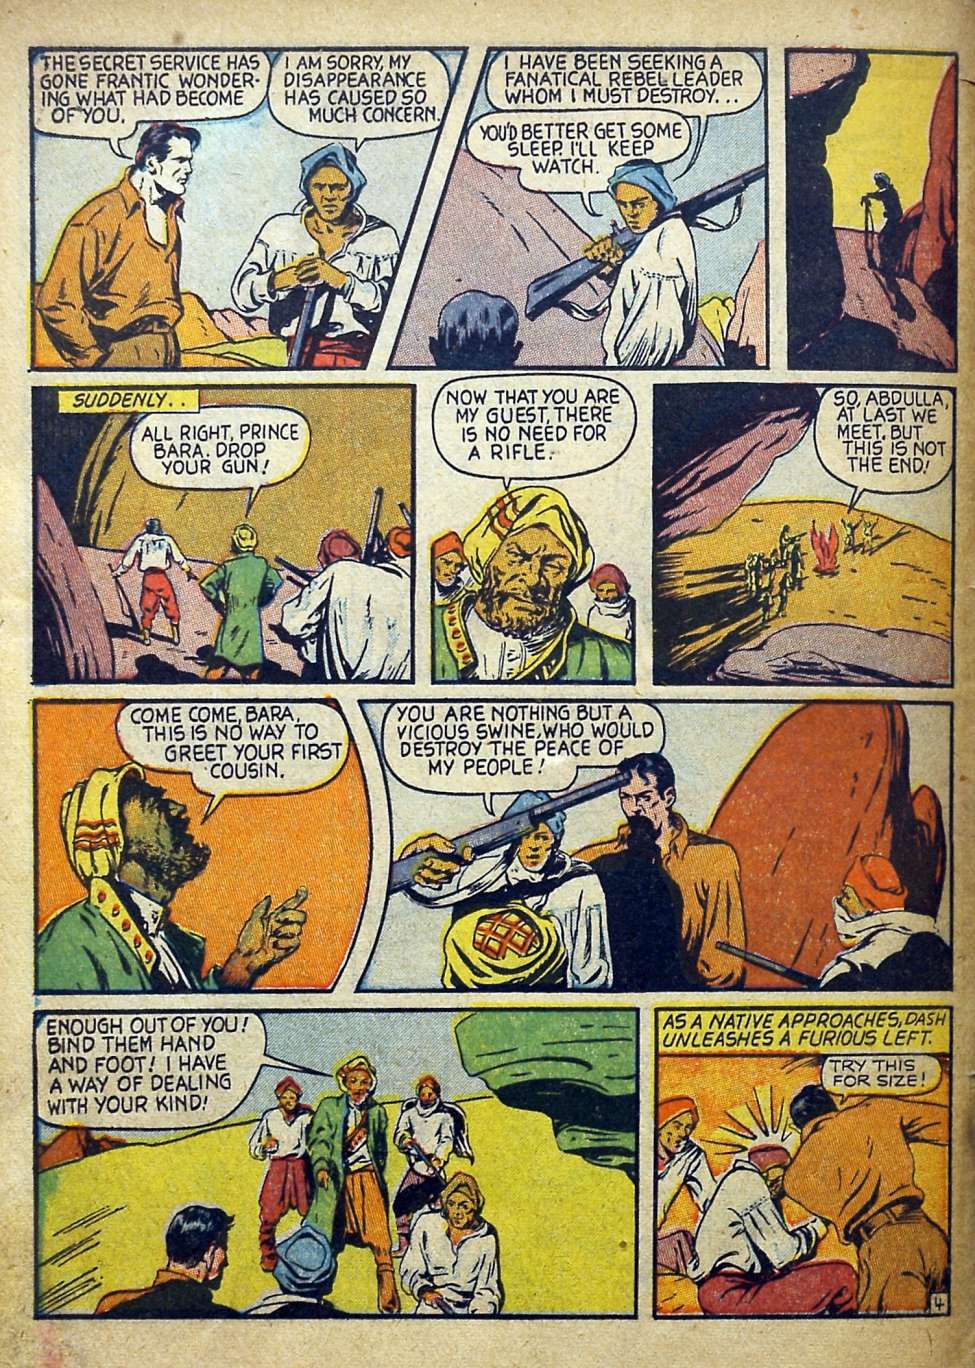 THE SECRET SERVICE HAS
GONE FRANTIC WONDER-
ING WHAT HAD BECOME
OF YOU.
I AM SORRY, MY
DISAPPEARANCE
HAS CAUSED SO
MUCH CONCERN.
I HAVE BEEN SEEKING A
FANATICAL REBEL LEADER
WHOM I MUST DESTROY...
YOU'D BETTER GET SOME
SLEEP. I'LL KEEP
WATCH.
SUDDENLY..
ALL RIGHT, PRINCE
BARA. DROP
YOUR GUN!
NOW THAT YOU ARE
MY GUEST, THERE
IS NO NEED FOR
A RIFLE.
SO, ABDULLA,
AT LAST WE
MEET. BUT
THIS IS NOT
THE END!
COME COME, BARA,
THIS IS NO WAY TO
GREET YOUR FIRST
COUSIN.
YOU ARE NOTHING BUT A
VICIOUS SWINE, WHO WOULD
DESTROY THE PEACE OF
MY PEOPLE!
ENOUGH OUT OF YOU!
BIND THEM HAND
AND FOOT! I HAVE
A WAY OF DEALING
WITH YOUR KIND!
AS A NATIVE APPROACHES, DASH
UNLEASHES A FURIOUS LEFT.
TRY THIS
FOR SIZE!
4